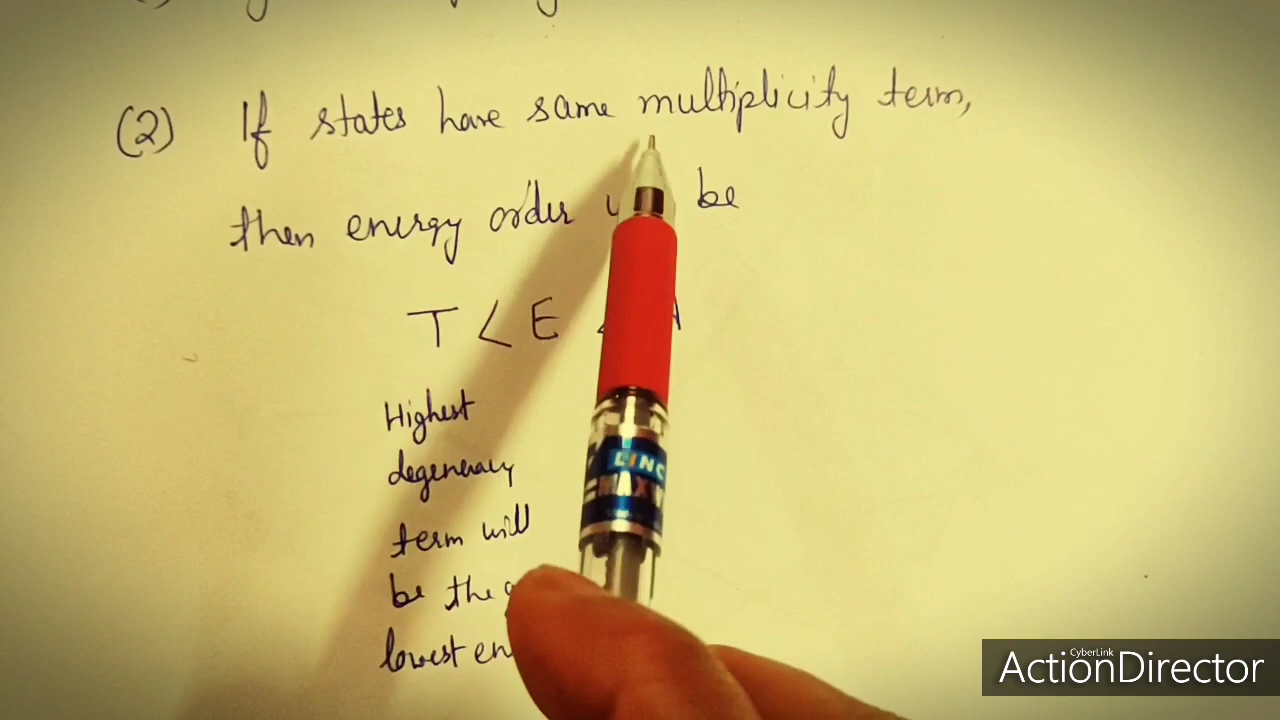 (2) If states have same multiplicity term,
then energy order be
T < E
Highest
degeneracy
term will
be the
lowest
LINC
CyberLink
ActionDirector